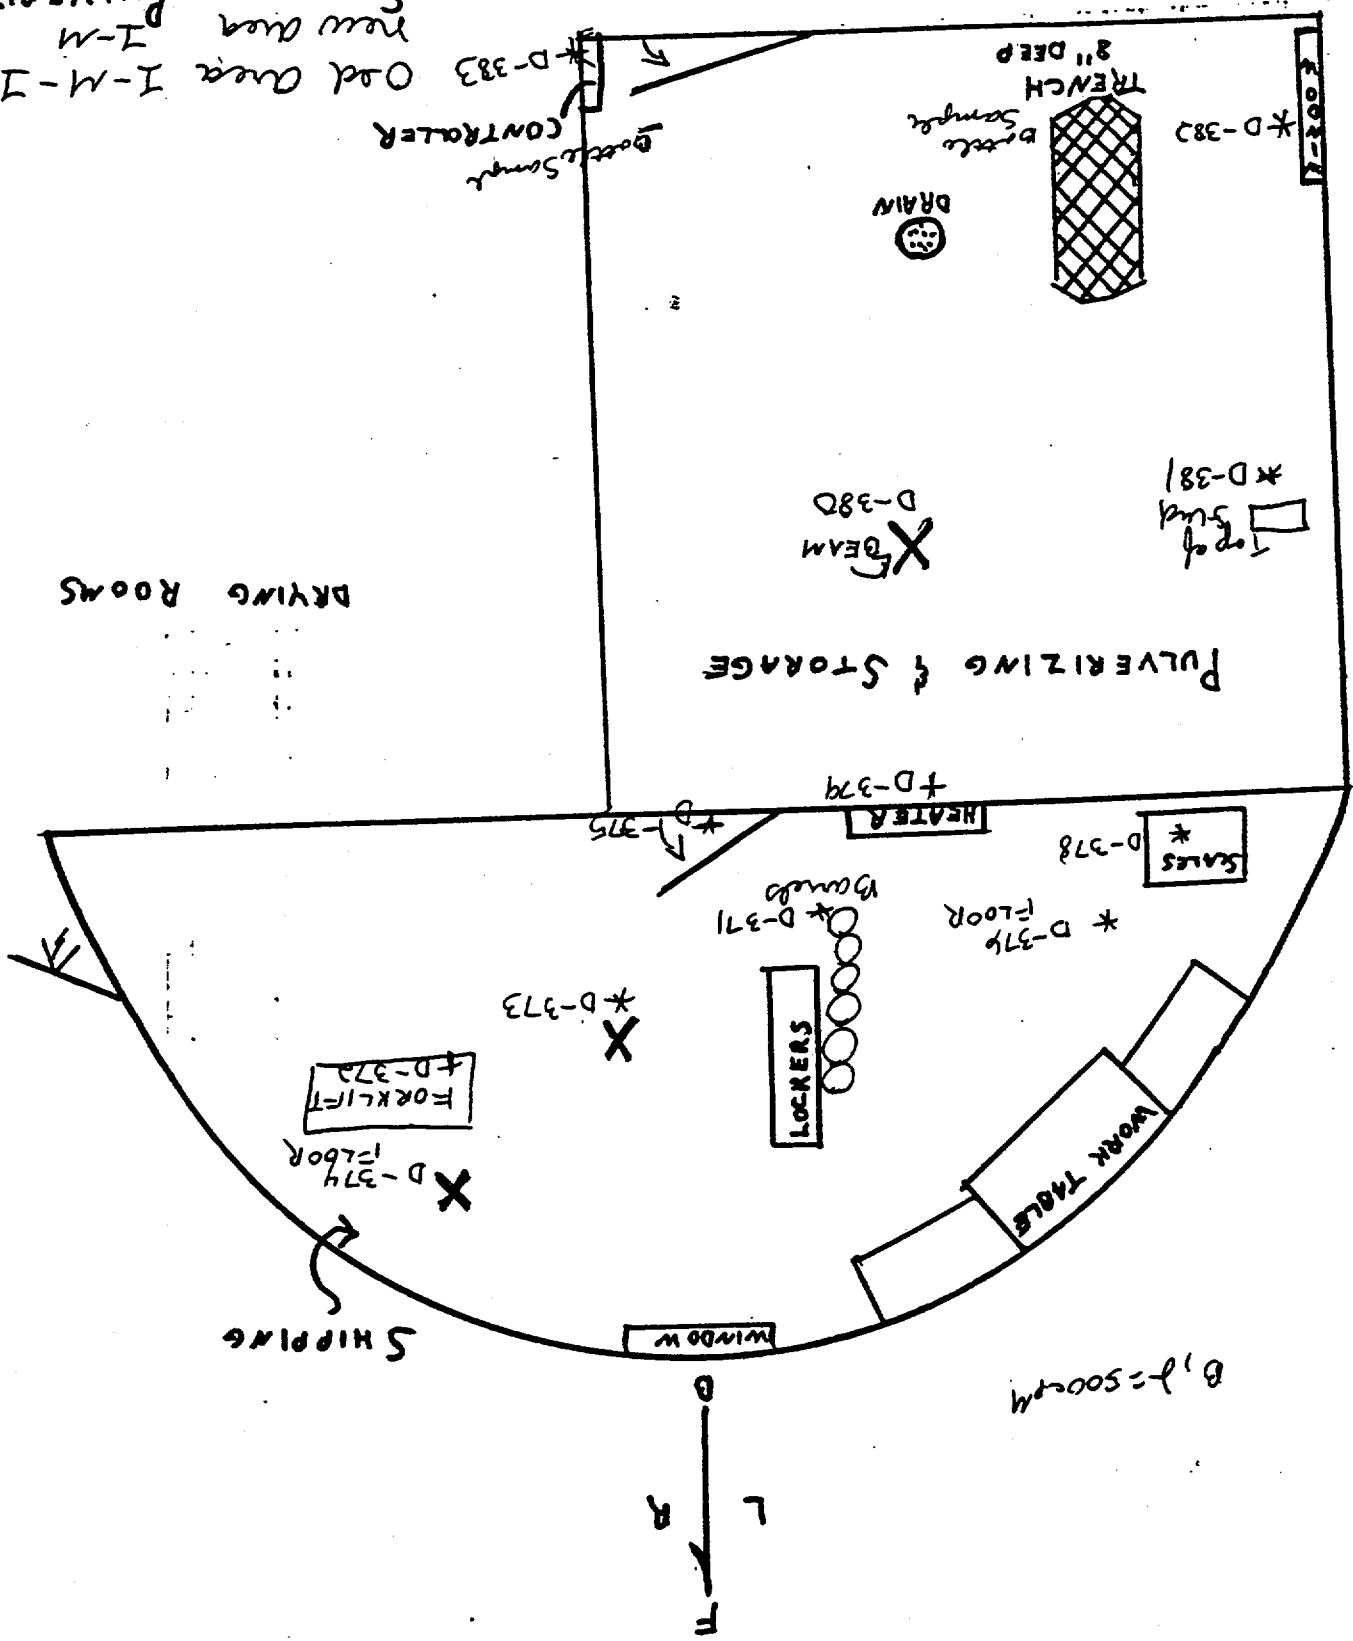 F
L R
B
B, γ=500cpM
WINDOW
SHIPPING
WORK TABLE
D-374
FLOOR
FORKLIFT
*D-372
LOCKERS
*D-373
*D-376
FLOOR
*D-371
Barrels
SCALES
*
D-378
HEATER
*D-379
*D-375
PULVERIZING & STORAGE
DRYING ROOMS
Top of
BEAM
D-380
*D-381
DRAIN
*D-382
Bottle
Sample
TRENCH
8" DEEP
Bottle Sample
CONTROLLER
*D-383
Old area I-M-I
New area I-M